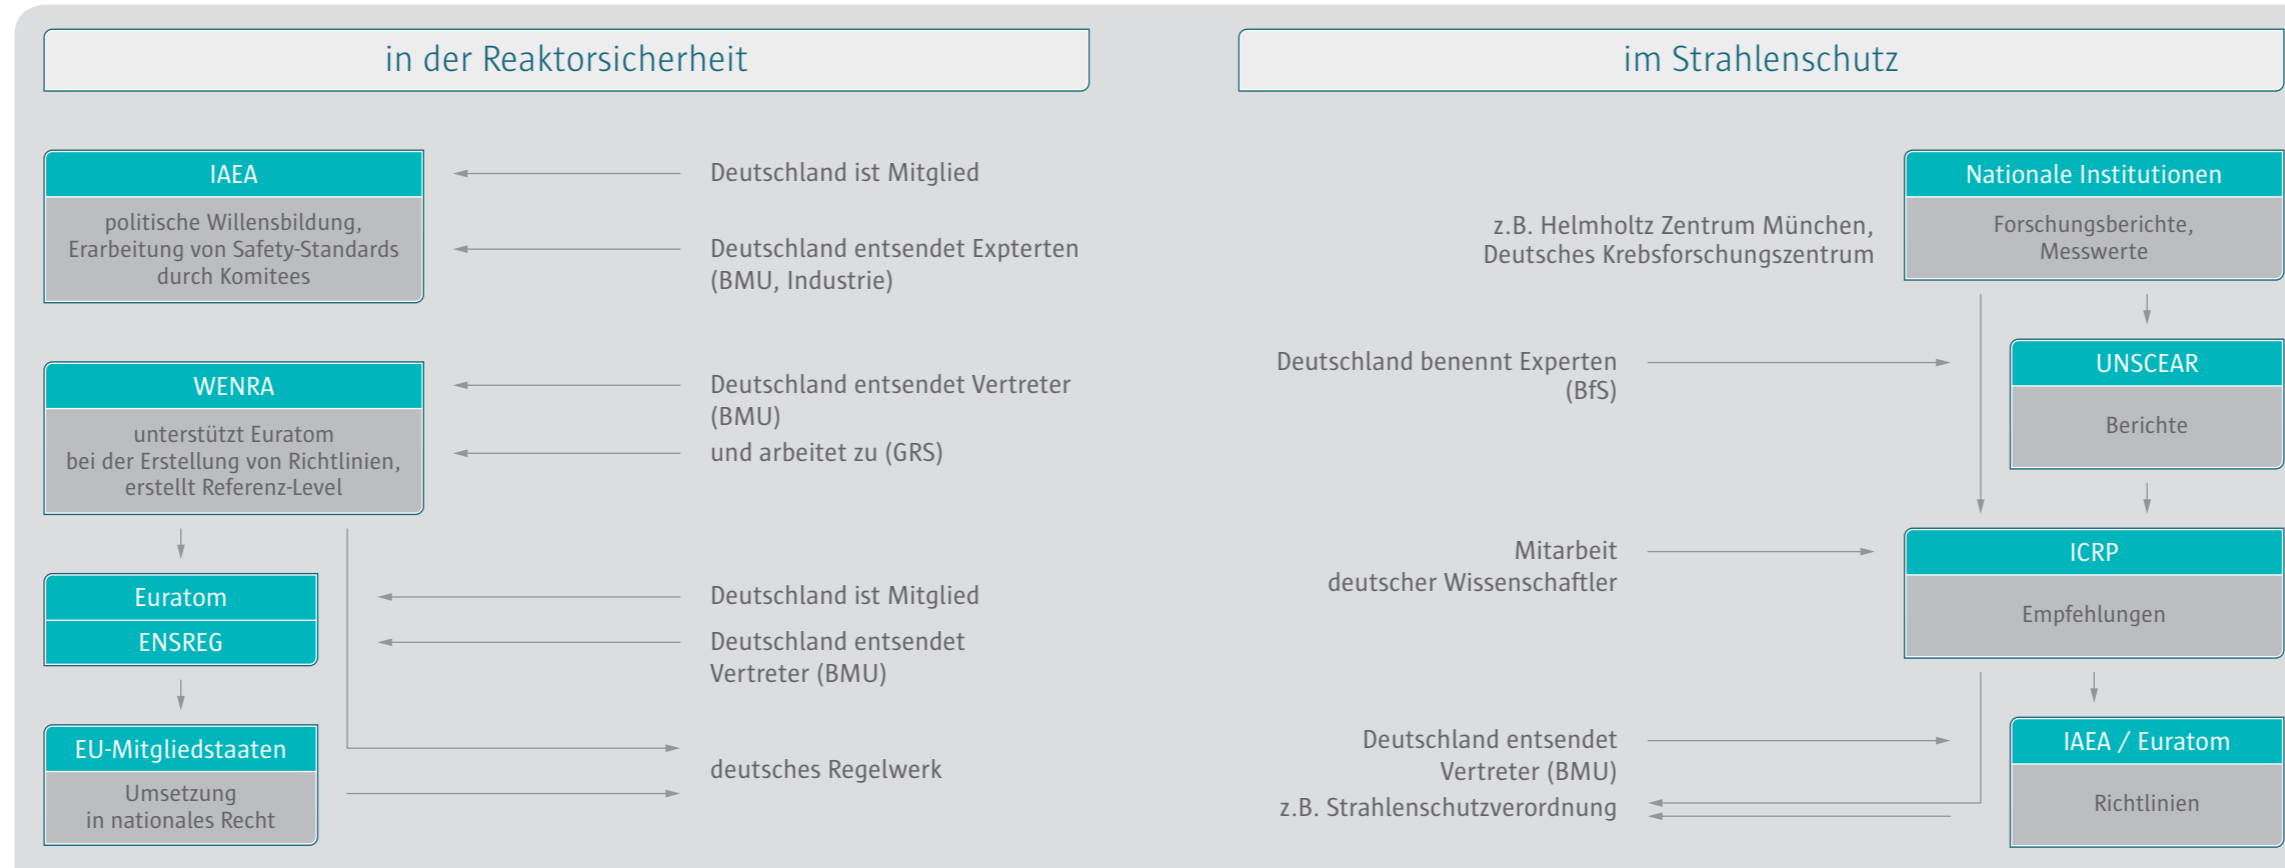 in der Reaktorsicherheit
IAEA
politische Willensbildung,
Erarbeitung von Safety-Standards
durch Komitees
Deutschland ist Mitglied
Deutschland entsendet Expterten
(BMU, Industrie)
WENRA
unterstützt Euratom
bei der Erstellung von Richtlinien,
erstellt Referenz-Level
Deutschland entsendet Vertreter
(BMU)
und arbeitet zu (GRS)
Euratom
ENSREG
Deutschland ist Mitglied
Deutschland entsendet
Vertreter (BMU)
EU-Mitgliedstaaten
Umsetzung
in nationales Recht
deutsches Regelwerk
im Strahlenschutz
Nationale Institutionen
Forschungsberichte,
Messwerte
z.B. Helmholtz Zentrum München,
Deutsches Krebsforschungszentrum
Deutschland benennt Experten
(BfS)
UNSCEAR
Berichte
Mitarbeit
deutscher Wissenschaftler
ICRP
Empfehlungen
Deutschland entsendet
Vertreter (BMU)
z.B. Strahlenschutzverordnung
IAEA / Euratom
Richtlinien